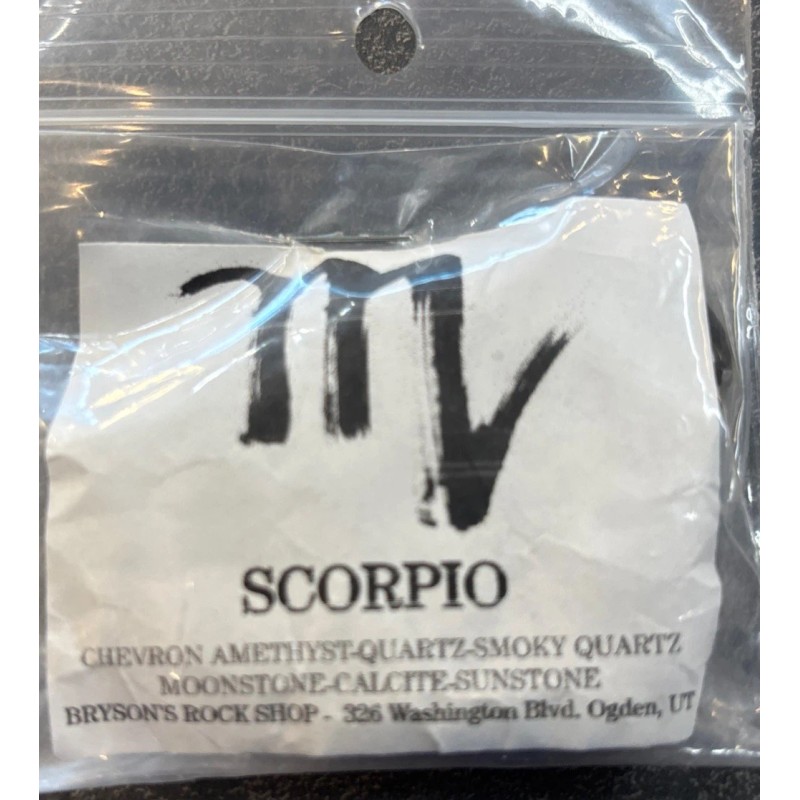 SCORPIO
CHEVRON AMETHYST-QUARTZ-SMOKY QUARTZ
MOONSTONE-CALCITE-SUNSTONE
BRYSON'S ROCK SHOP - 326 Washington Blvd. Ogden, UT